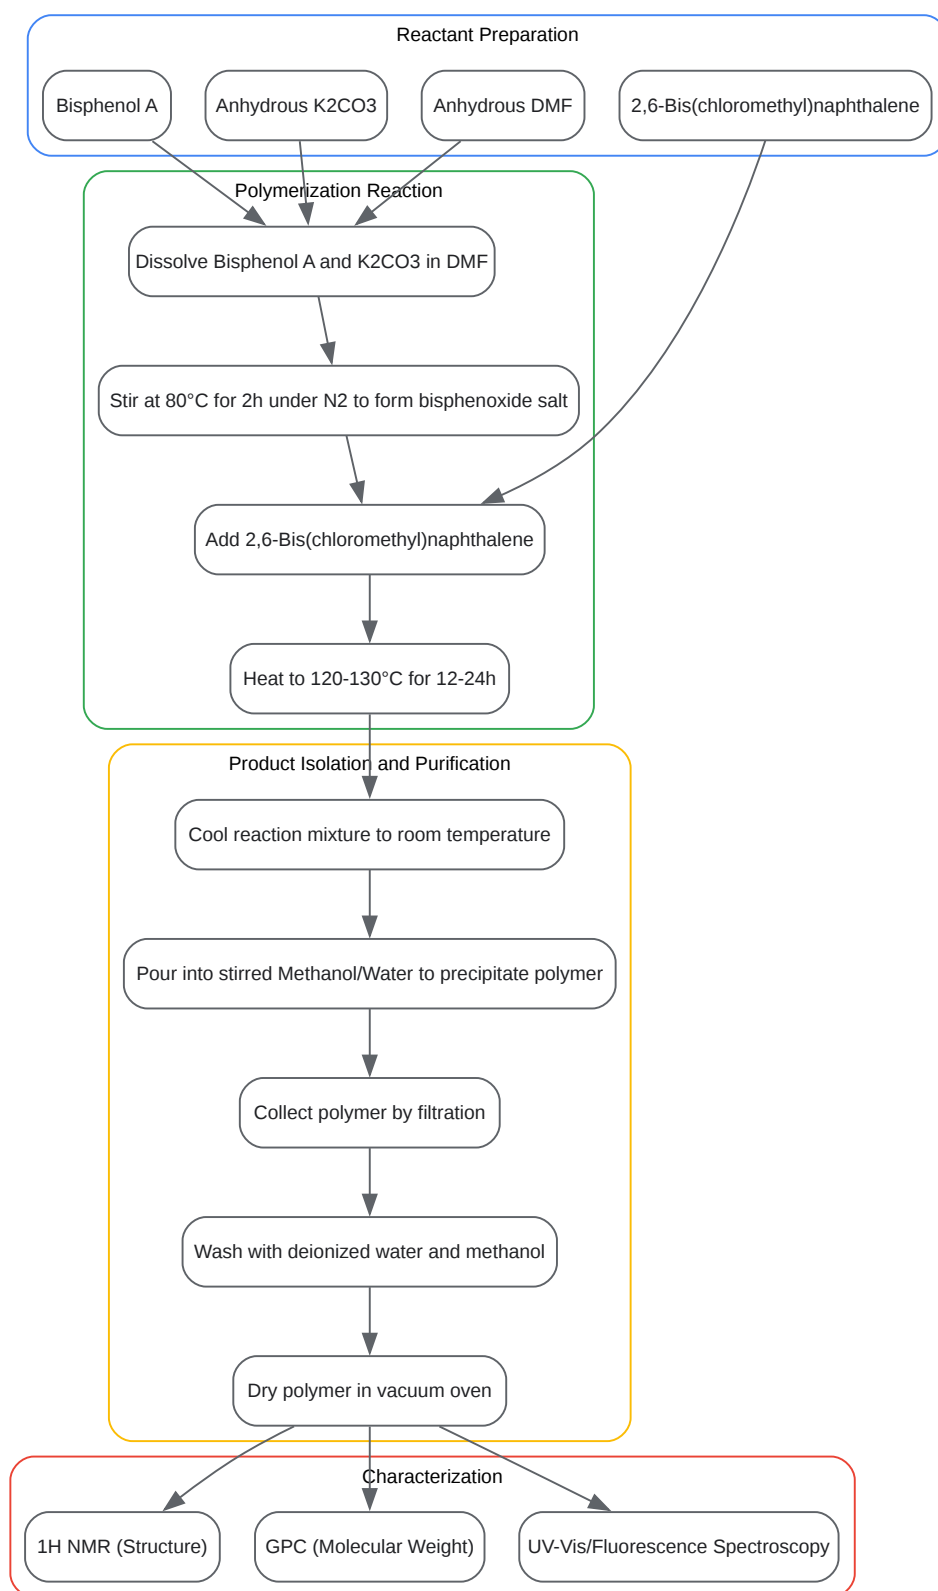 Reactant Preparation
Bisphenol A
Anhydrous K2CO3
Anhydrous DMF
2,6-Bis(chloromethyl)naphthalene
Polymerization Reaction
Dissolve Bisphenol A and K2CO3 in DMF
Stir at 80°C for 2h under N2 to form bisphenoxide salt
Add 2,6-Bis(chloromethyl)naphthalene
Heat to 120-130°C for 12-24h
Product Isolation and Purification
Cool reaction mixture to room temperature
Pour into stirred Methanol/Water to precipitate polymer
Collect polymer by filtration
Wash with deionized water and methanol
Dry polymer in vacuum oven
Characterization
1H NMR (Structure)
GPC (Molecular Weight)
UV-Vis/Fluorescence Spectroscopy